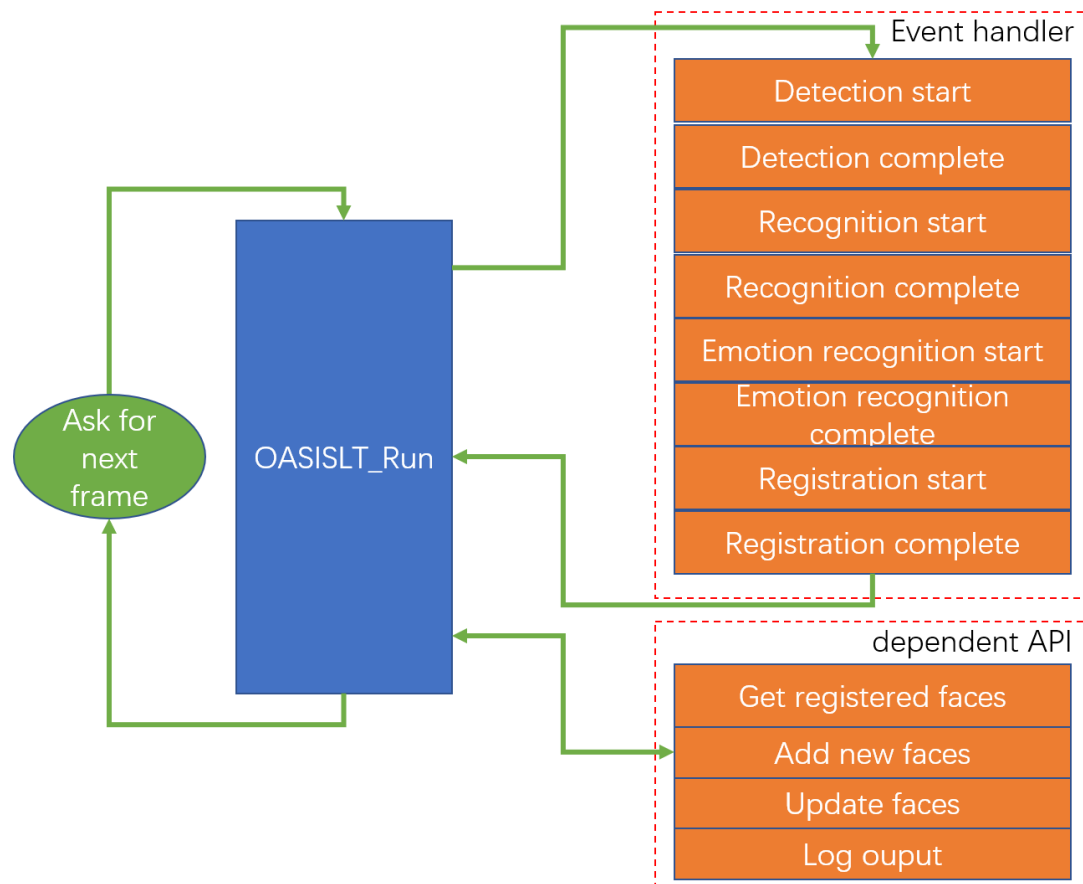 Event handler
Detection start
Detection complete
Recognition start
Recognition complete
Emotion recognition start
Emotion recognition
complete
Registration start
Registration complete
Ask for
next
frame
OASISLT_Run
dependent API
Get registered faces
Add new faces
Update faces
Log ouput